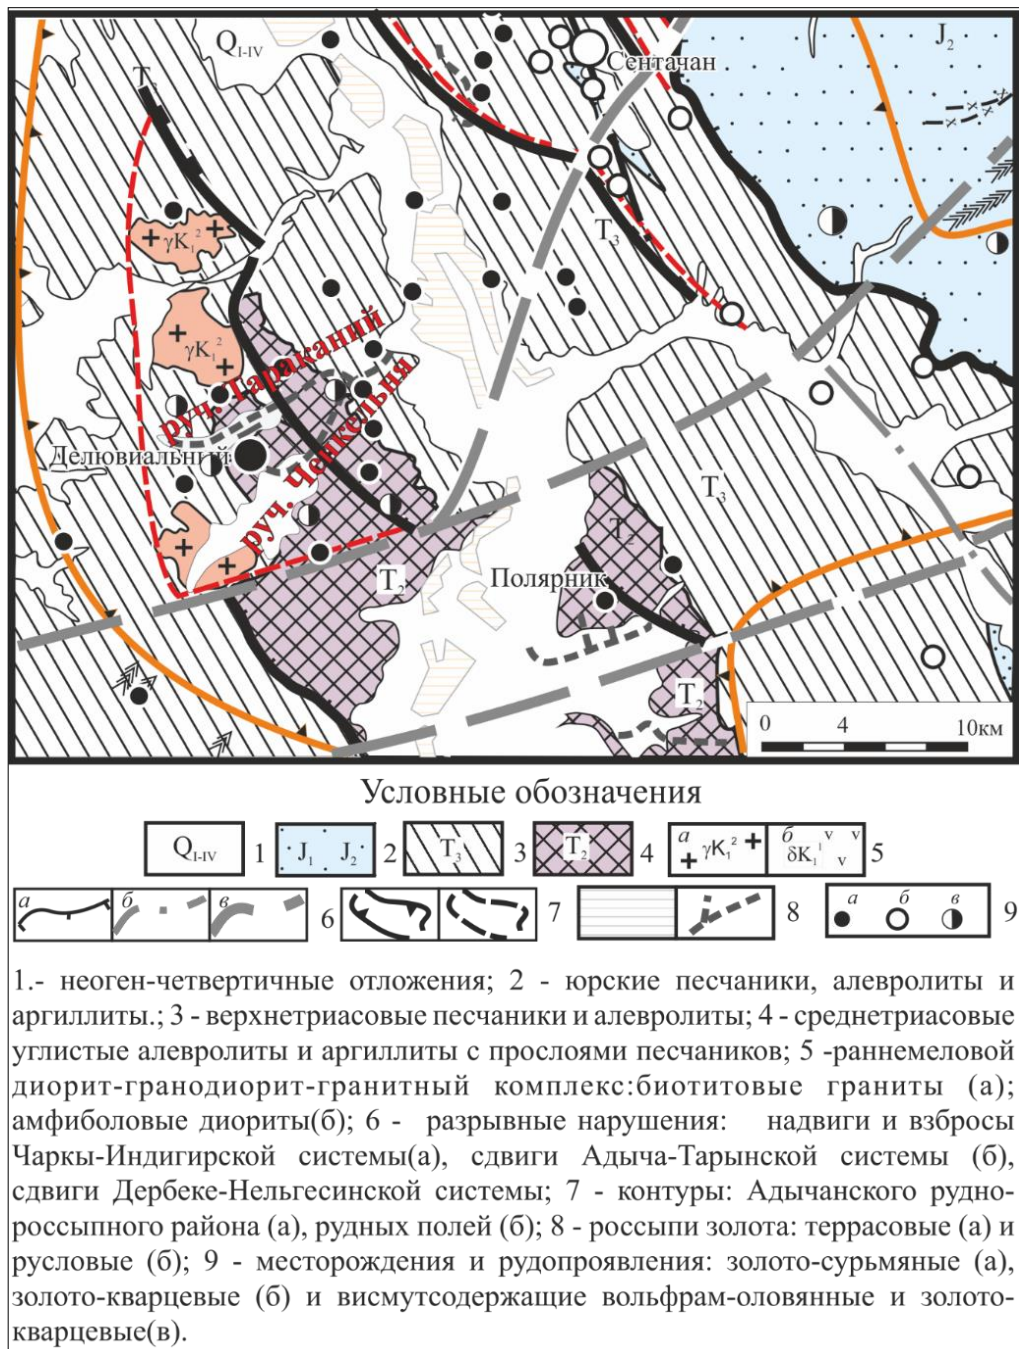 Q I-IV
J₂
Сентачан
T₃
γK₁²
T₃
γK₁²
руч. Тараканий
руч. Ченкельня
Делювиальный
T₃
T₂
T₂
Полярник
T₂
0 4 10км
Условные обозначения
Q I-IV 1
J₁ J₂ 2
T₃ 3
T₂ 4
а γK₁² б δK₁¹ v v v v 5
а б в 6
7
8
а б в 9
1.- неоген-четвертичные отложения; 2 - юрские песчаники, алевролиты и
аргиллиты.; 3 - верхнетриасовые песчаники и алевролиты; 4 - среднетриасовые
углистые алевролиты и аргиллиты с прослоями песчаников; 5 -раннемеловой
диорит-гранодиорит-гранитный комплекс:биотитовые граниты (а);
амфиболовые диориты(б); 6 - разрывные нарушения: надвиги и взбросы
Чаркы-Индигирской системы(а), сдвиги Адыча-Тарынской системы (б),
сдвиги Дербеке-Нельгесинской системы; 7 - контуры: Адычанского рудно-
россыпного района (а), рудных полей (б); 8 - россыпи золота: террасовые (а) и
русловые (б); 9 - месторождения и рудопроявления: золото-сурьмяные (а),
золото-кварцевые (б) и висмутсодержащие вольфрам-оловянные и золото-
кварцевые(в).